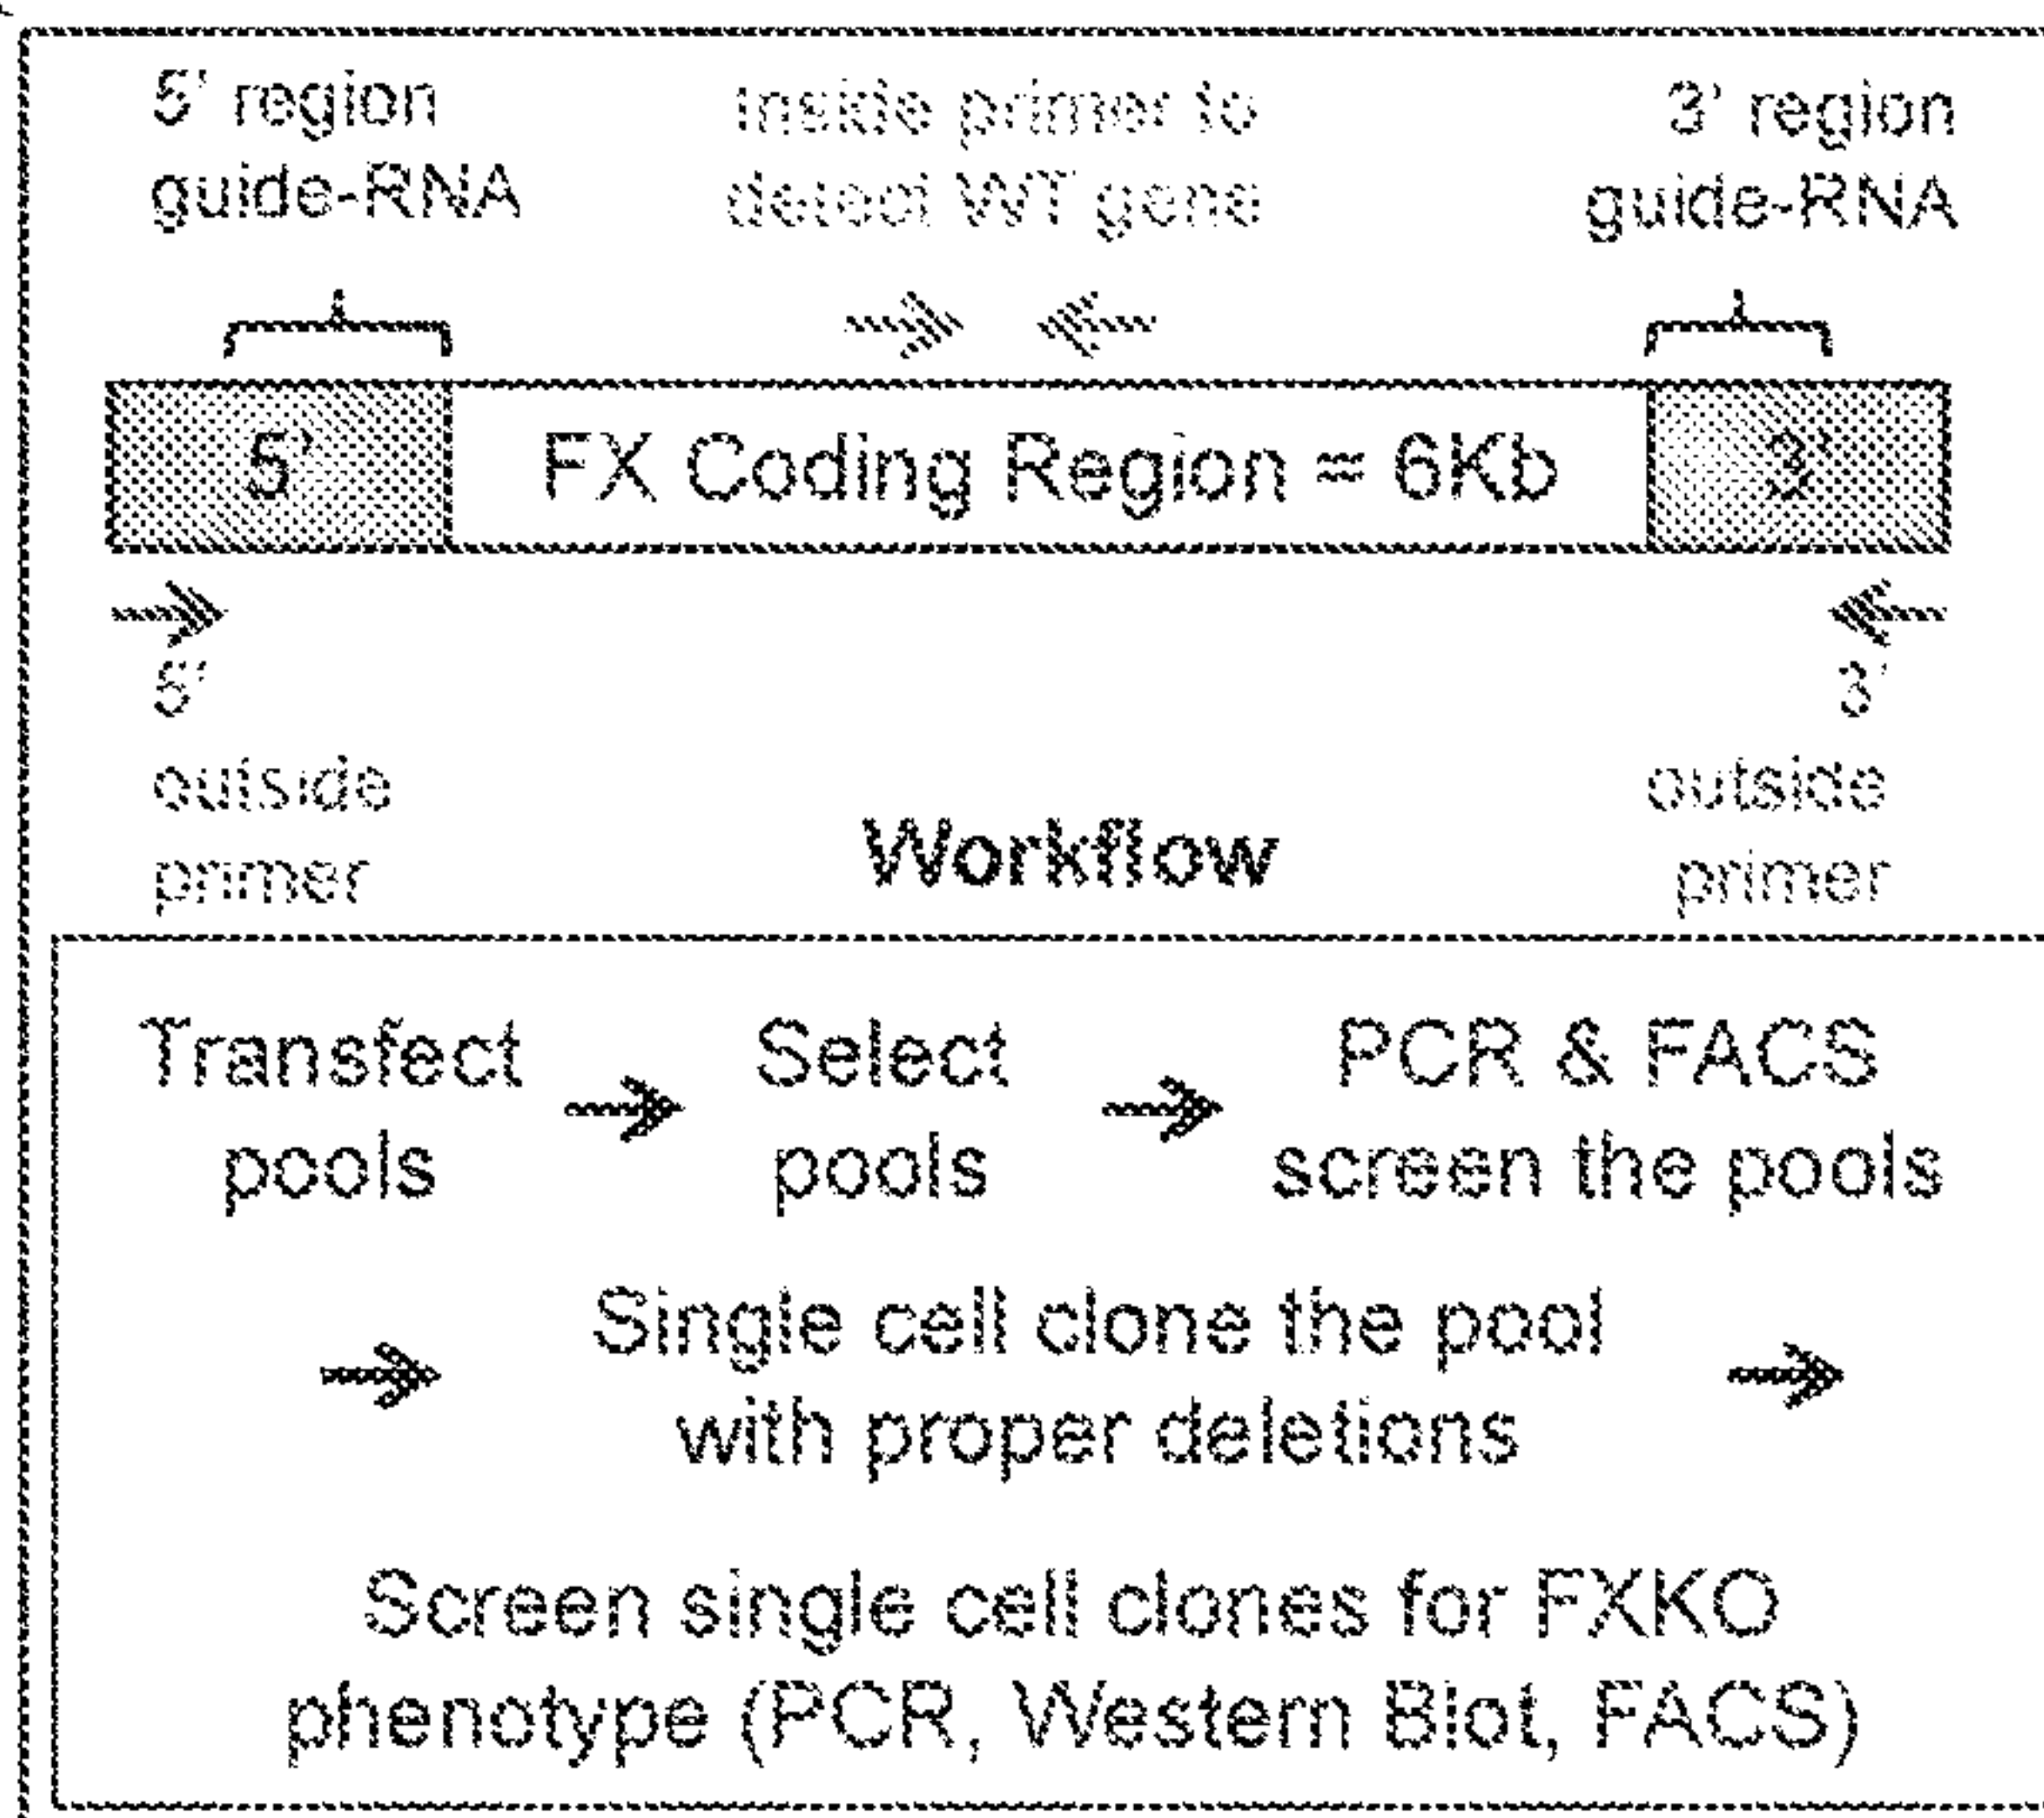 5' region
guide-RNA
Inside primer to
detect WT gene
3' region
guide-RNA
5'
FX Coding Region = 6Kb
3'
5'
outside
primer
3'
outside
primer
Workflow
Transfect
pools
Select
pools
PCR & FACS
screen the pools
Single cell clone the pool
with proper deletions
Screen single cell clones for FXKO
phenotype (PCR, Western Blot, FACS)